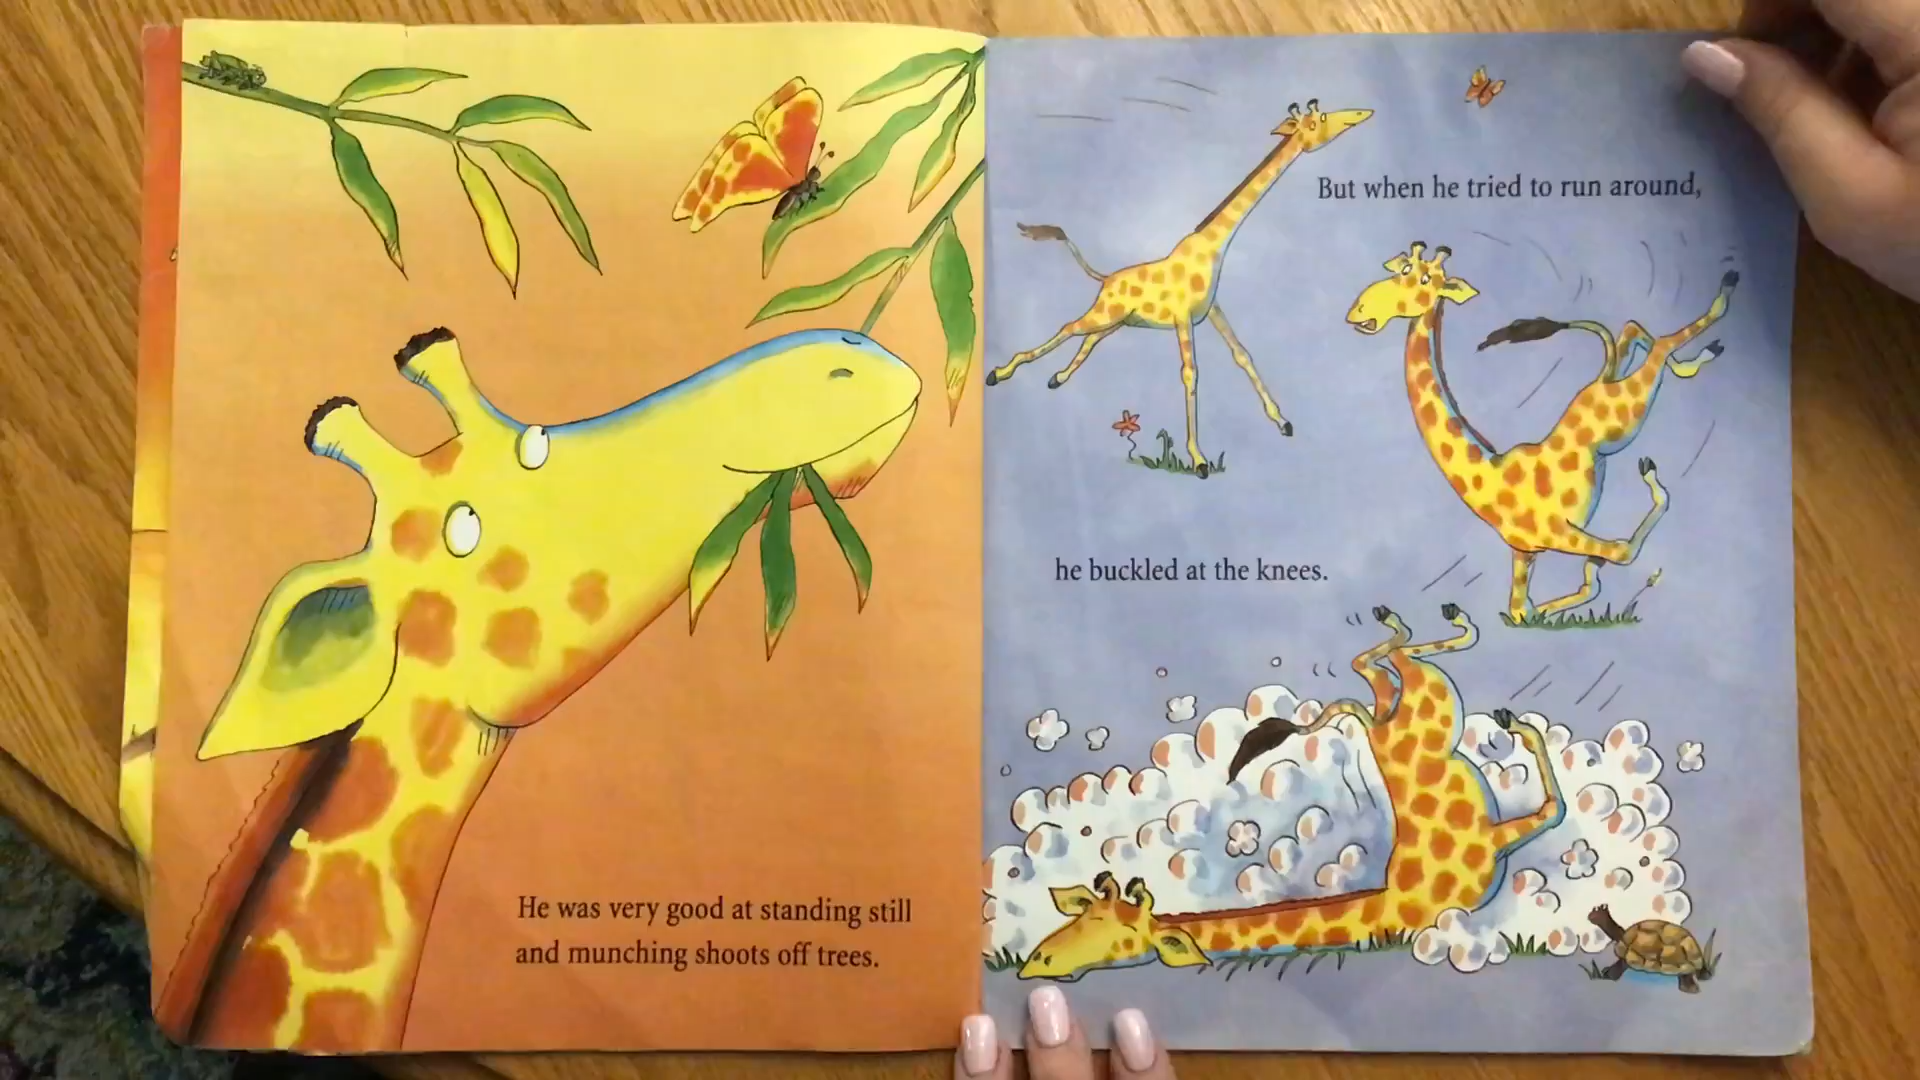 He was very good at standing still
and munching shoots off trees.
But when he tried to run around,
he buckled at the knees.